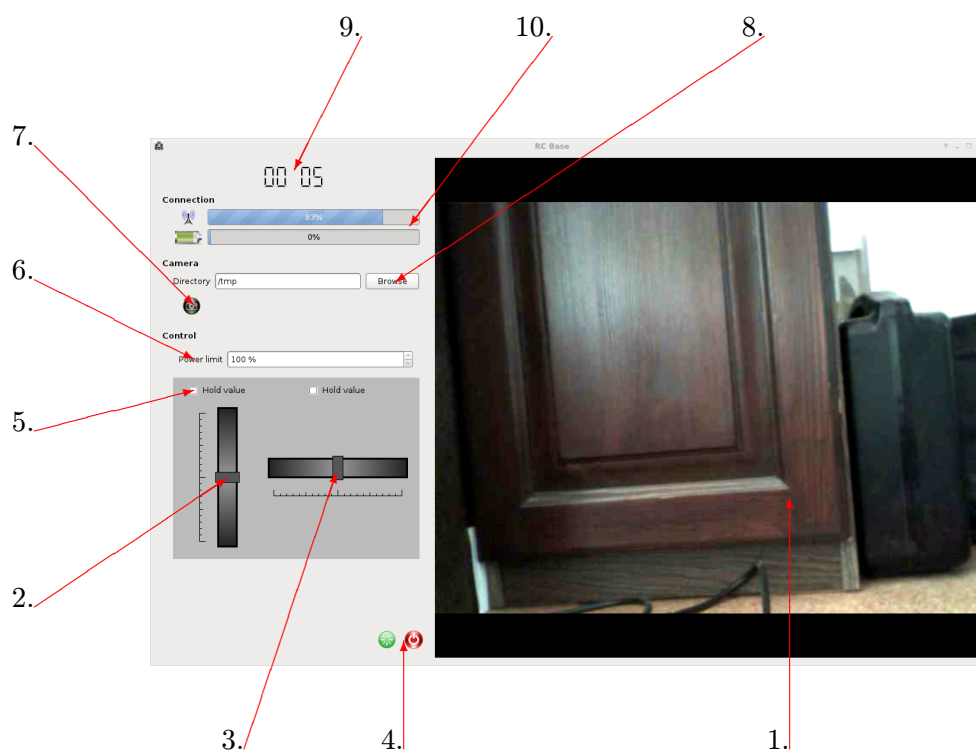 9.
10.
8.
7.
RC Base
00 05
Connection
83%
0%
Camera
6.
Directory /tmp Browse
Control
Power limit 100 %
5.
Hold value Hold value
2.
3.
4.
1.